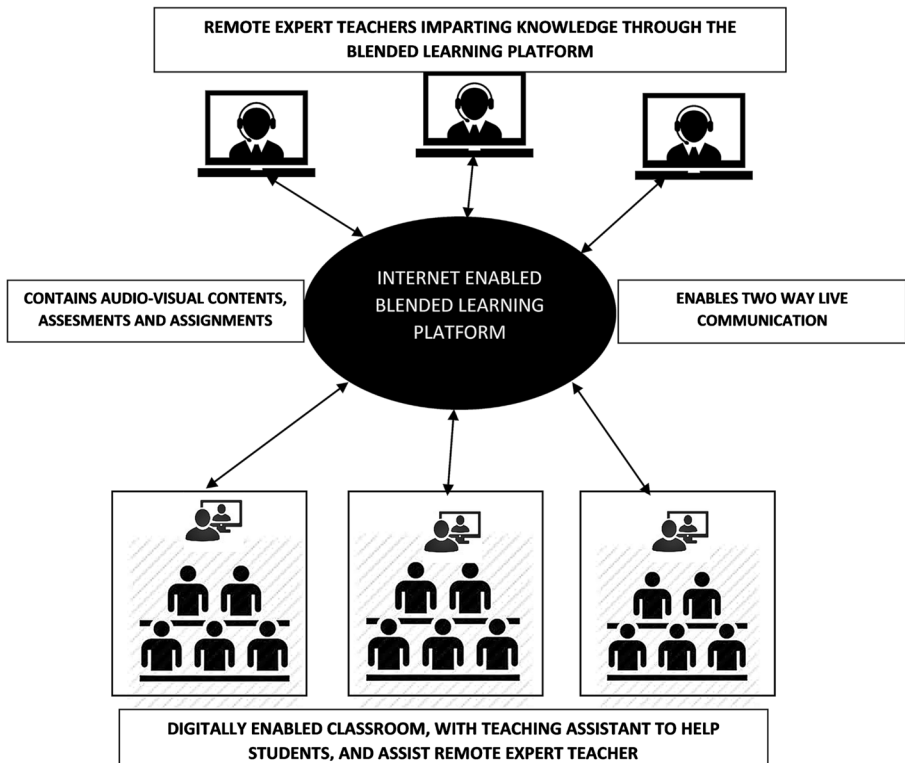 REMOTE EXPERT TEACHERS IMPARTING KNOWLEDGE THROUGH THE
BLENDED LEARNING PLATFORM
INTERNET ENABLED
BLENDED LEARNING
PLATFORM
CONTAINS AUDIO-VISUAL CONTENTS,
ASSESMENTS AND ASSIGNMENTS
ENABLES TWO WAY LIVE
COMMUNICATION
DIGITALLY ENABLED CLASSROOM, WITH TEACHING ASSISTANT TO HELP
STUDENTS, AND ASSIST REMOTE EXPERT TEACHER